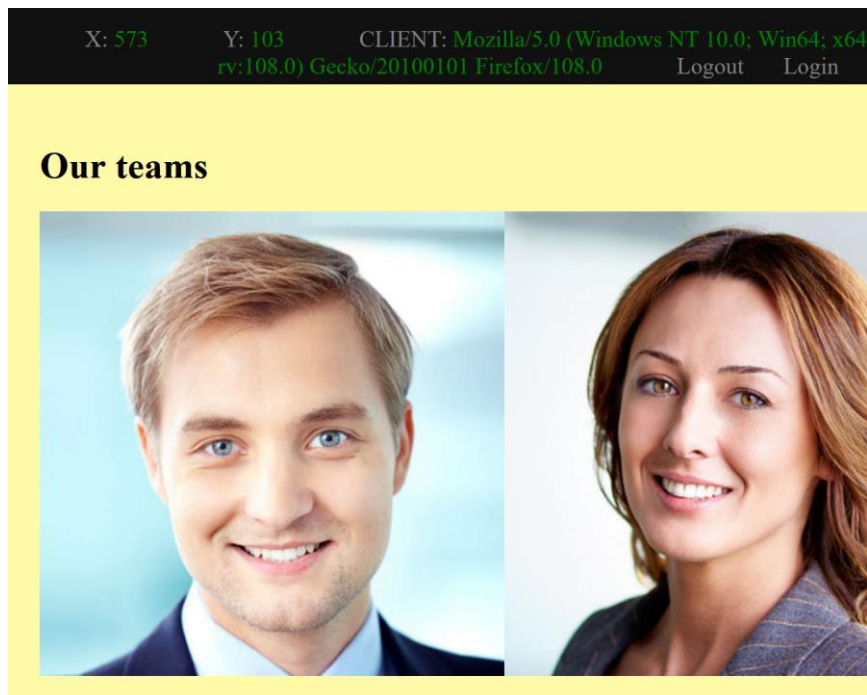 X: 573 Y: 103 CLIENT: Mozilla/5.0 (Windows NT 10.0; Win64; x64
rv:108.0) Gecko/20100101 Firefox/108.0 Logout Login
Our teams